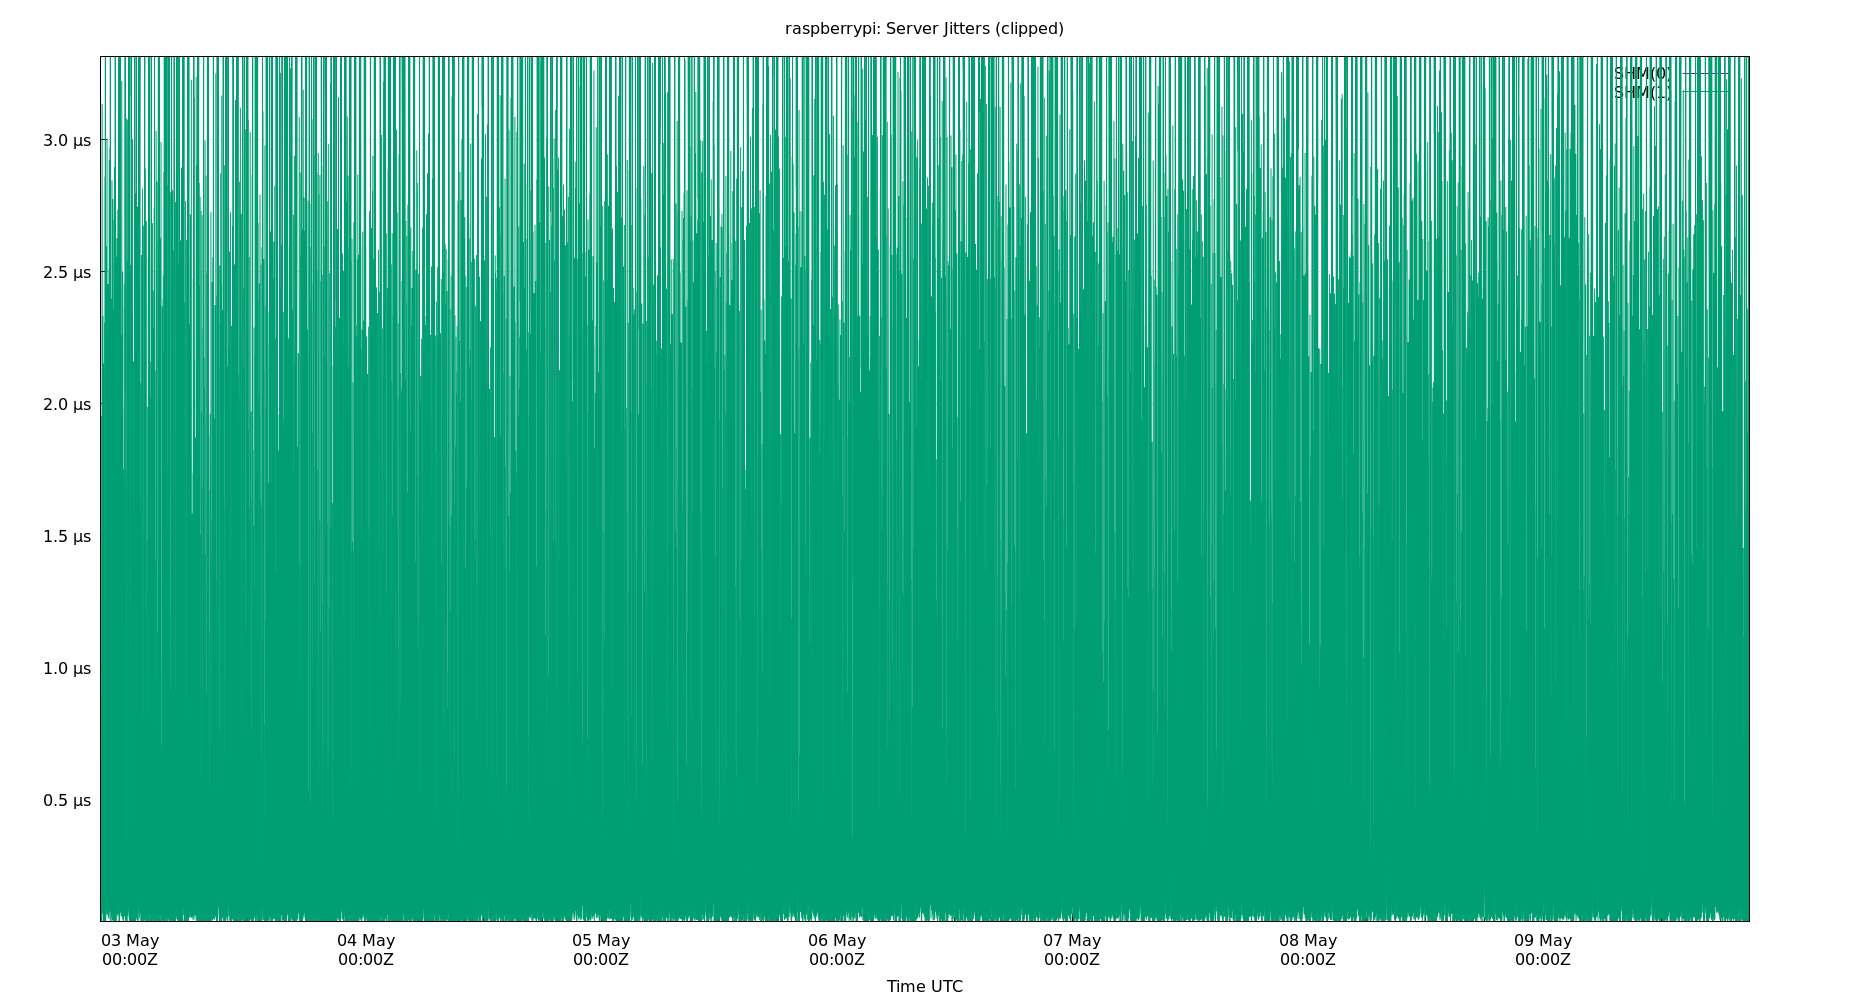 raspberrypi: Server Jitters (clipped)
SHM(0)
SHM(1)
3.0 µs
2.5 µs
2.0 µs
1.5 µs
1.0 µs
0.5 µs
03 May 04 May 05 May 06 May 07 May 08 May 09 May
00:00Z 00:00Z 00:00Z 00:00Z 00:00Z 00:00Z 00:00Z
Time UTC